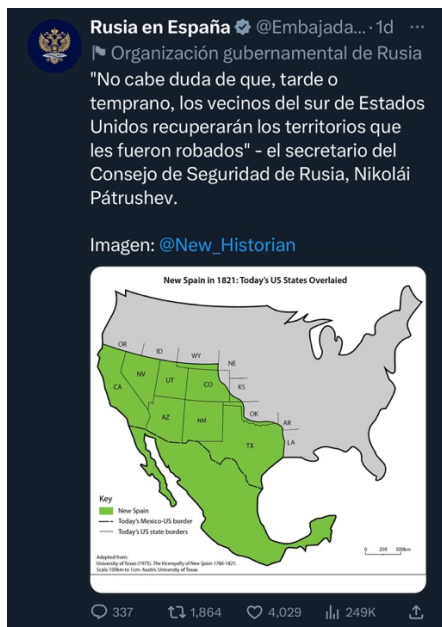 Rusia en España @Embajada... · 1d
Organización gubernamental de Rusia
"No cabe duda de que, tarde o
temprano, los vecinos del sur de Estados
Unidos recuperarán los territorios que
les fueron robados" - el secretario del
Consejo de Seguridad de Rusia, Nikolái
Pátrushev.
Imagen: @New_Historian
New Spain in 1821: Today's US States Overlaied
OR
ID
WY
NE
NV
UT
CO
KS
CA
AZ
NM
OK
AR
TX
LA
Key
New Spain
Today's Mexico-US border
Today's US state borders
0 250 500km
Adapted from:
University of Texas (1975), The Viceroyalty of New Spain 1786-1821,
Scale 100km to 1cm. Austin, University of Texas
337 1,864 4,029 249K